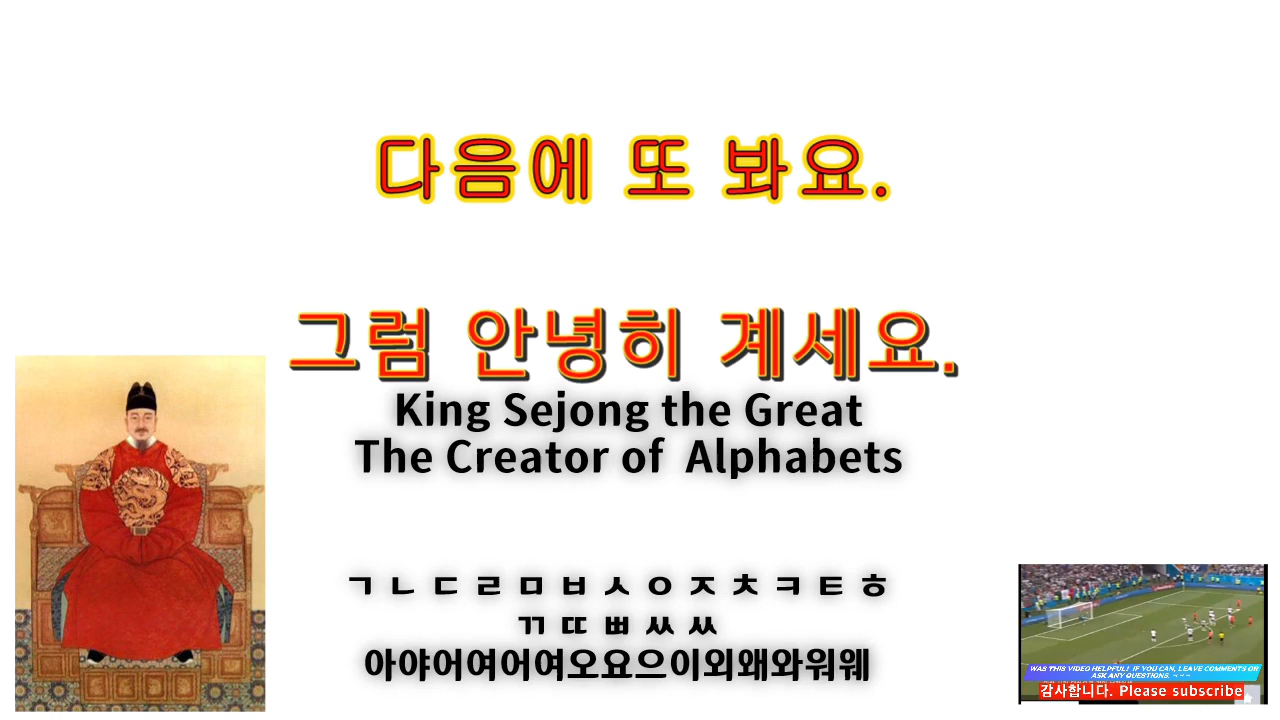 다음에 또 봐요.
그럼 안녕히 계세요.
King Sejong the Great
The Creator of Alphabets
ㄱ ㄴ ㄷ ㄹ ㅁ ㅂ ㅅ ㅇ ㅈ ㅊ ㅋ ㅌ ㅎ
ㄲ ㄸ ㅃ ㅆ ㅆ
아야어여어여오요으이외왜와워웨
WAS THIS VIDEO HELPFUL! IF YOU CAN, LEAVE COMMENTS OR
ASK ANY QUESTIONS. ~~~
감사합니다. Please subscribe